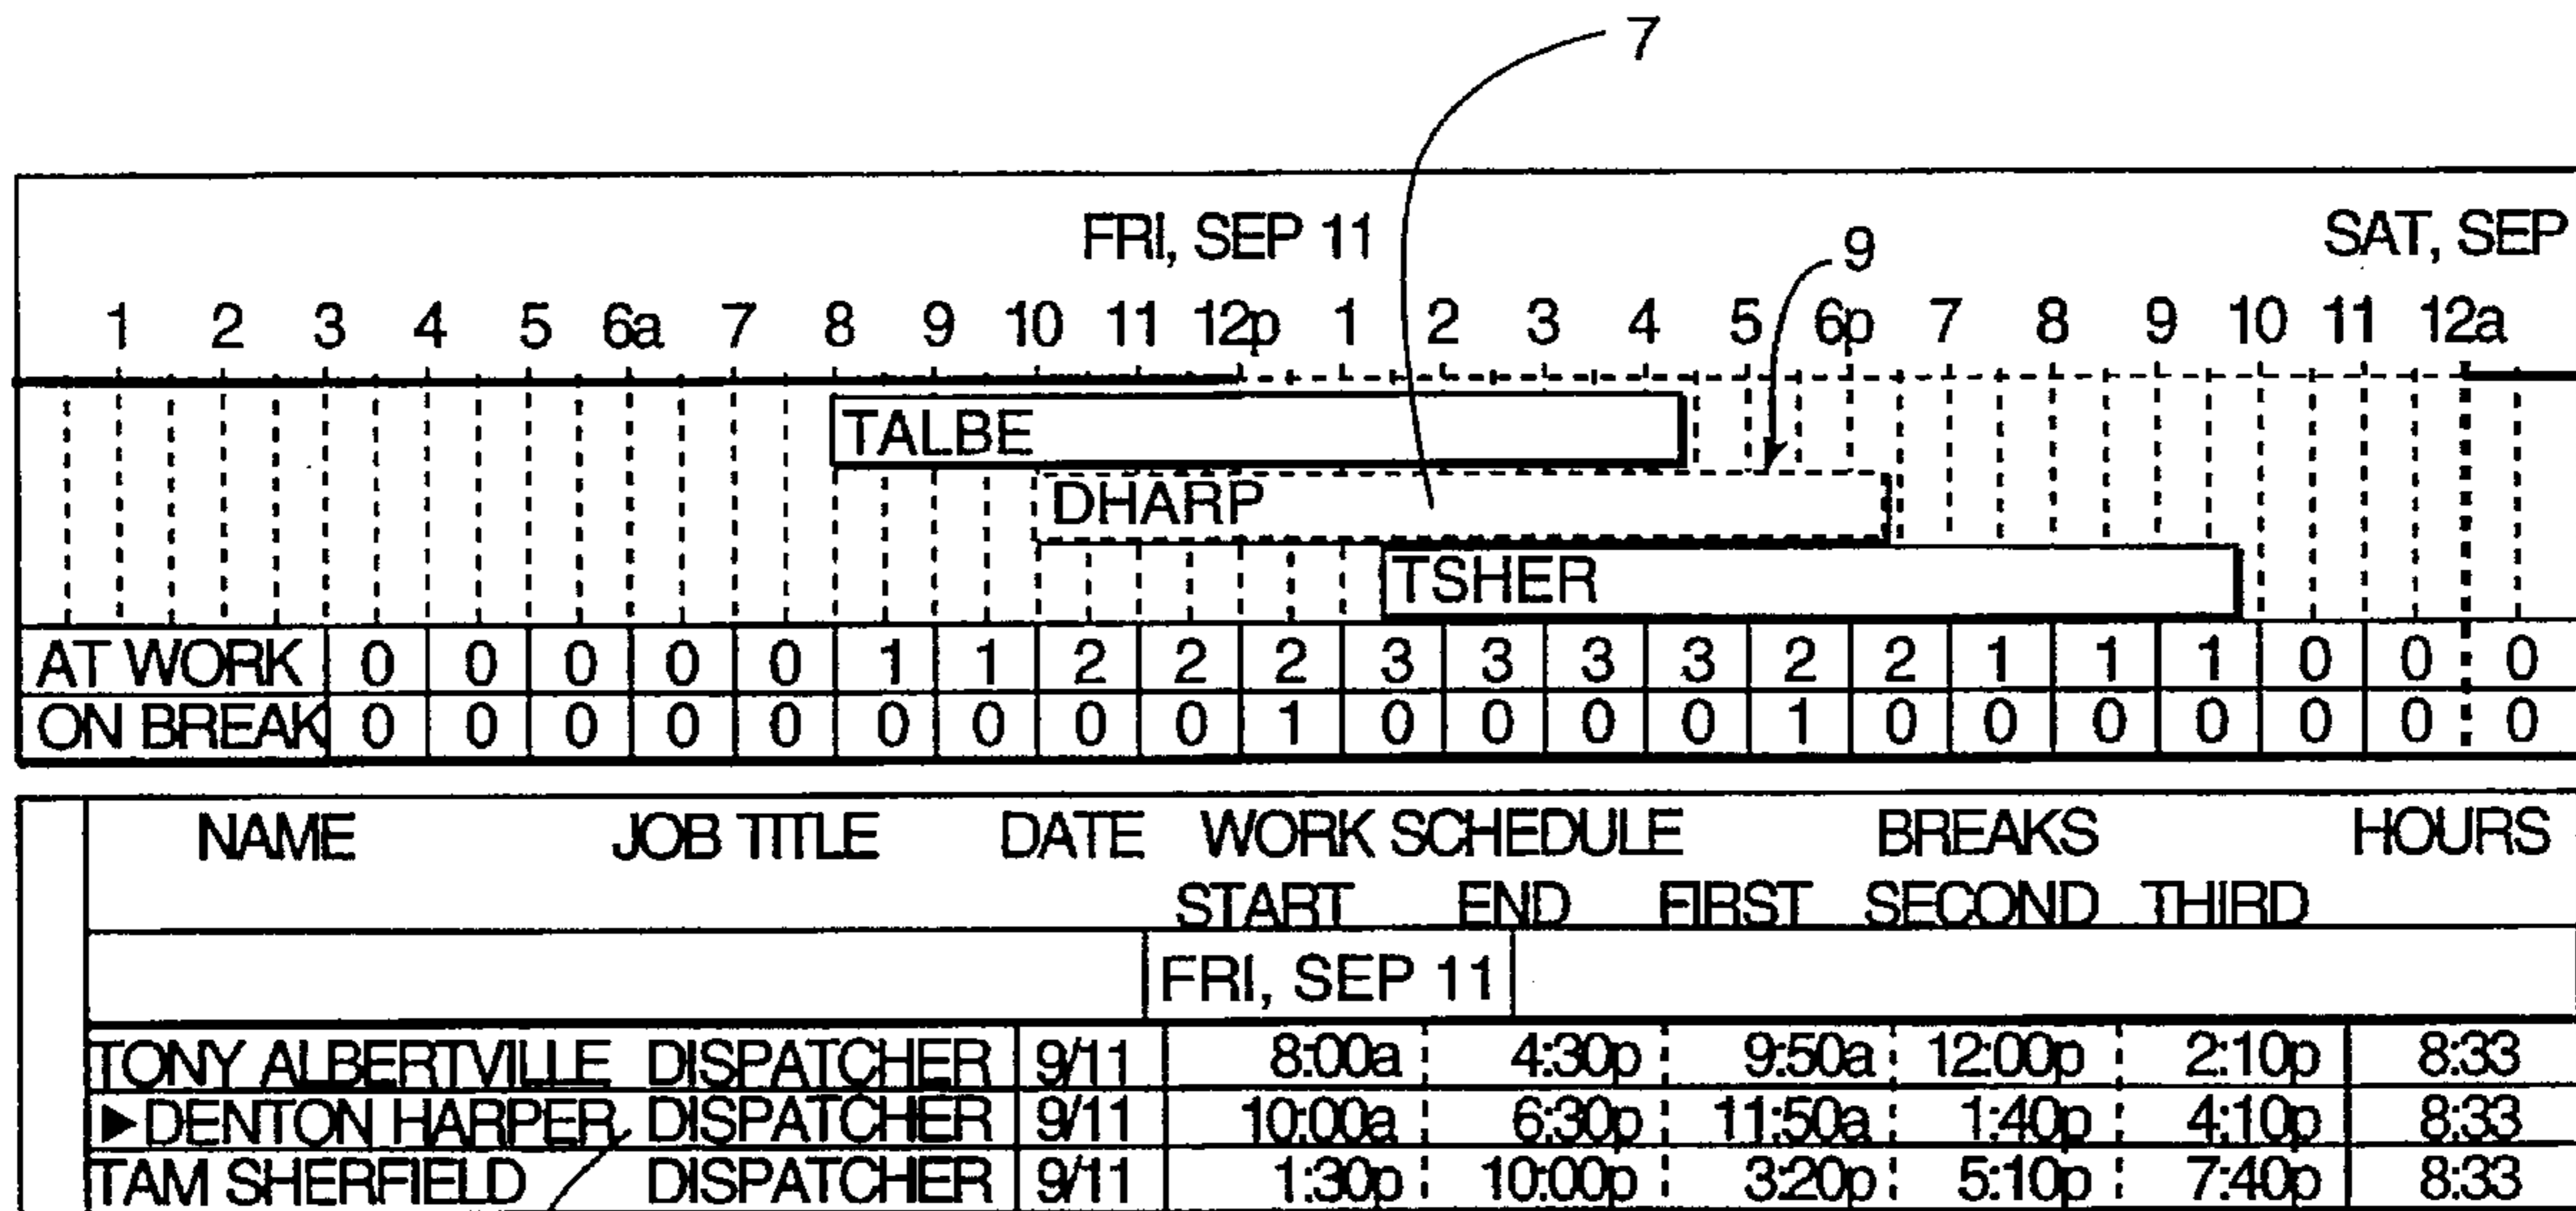 7
FRI, SEP 11 SAT, SEP
9
1 2 3 4 5 6a 7 8 9 10 11 12p 1 2 3 4 5 6p 7 8 9 10 11 12a
TALBE
DHARP
TSHER
AT WORK 0 0 0 0 0 1 1 2 2 2 3 3 3 3 2 2 1 1 1 0 0 0
ON BREAK 0 0 0 0 0 0 0 0 0 1 0 0 0 0 1 0 0 0 0 0 0 0
NAME JOB TITLE DATE WORK SCHEDULE BREAKS HOURS
START END FIRST SECOND THIRD
FRI, SEP 11
TONY ALBERTVILLE DISPATCHER 9/11 8:00a 4:30p 9:50a 12:00p 2:10p 8:33
►DENTON HARPER DISPATCHER 9/11 10:00a 6:30p 11:50a 1:40p 4:10p 8:33
TAM SHERFIELD DISPATCHER 9/11 1:30p 10:00p 3:20p 5:10p 7:40p 8:33